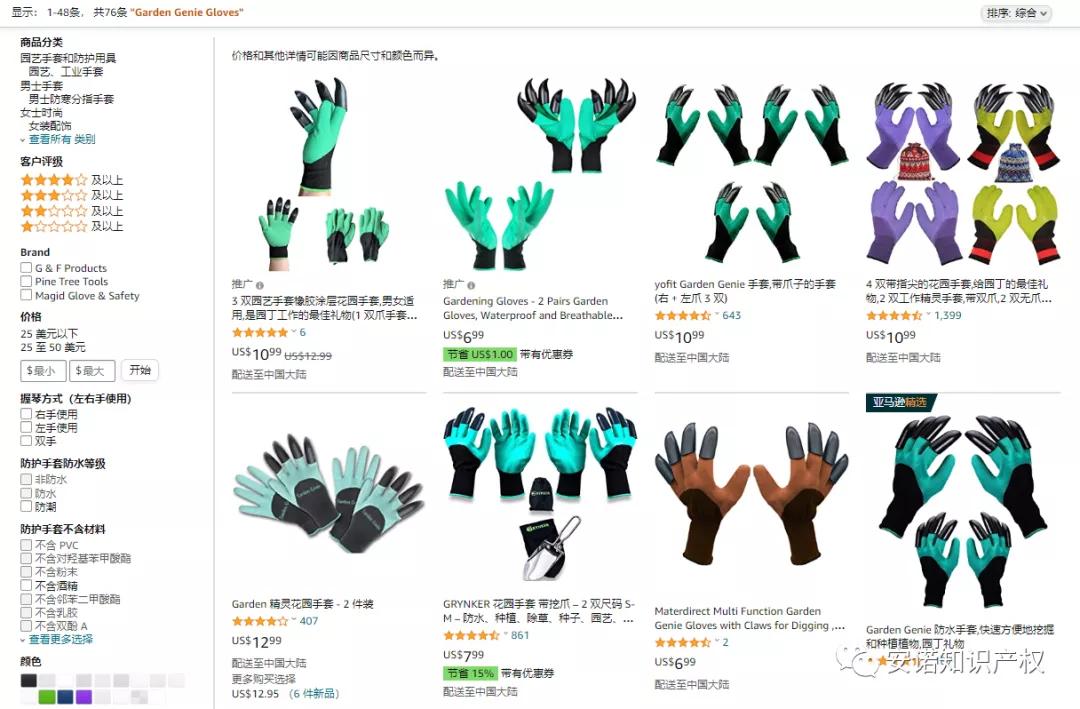 显示： 1-48条， 共76条 "Garden Genie Gloves"
排序: 综合
商品分类
园艺手套和防护用具
园艺、工业手套
男士手套
男士防寒分指手套
女士时尚
女装配饰
查看所有 类别
客户评级
及以上
及以上
及以上
及以上
Brand
G & F Products
Pine Tree Tools
Magid Glove & Safety
价格
25 美元以下
25 至 50 美元
$最小 $最大 开始
握琴方式（左右手使用）
右手使用
左手使用
双手
防护手套防水等级
非防水
防水
防潮
防护手套不含材料
不含 PVC
不含对羟基苯甲酸酯
不含粉末
不含酒精
不含邻苯二甲酸酯
不含乳胶
不含双酚 A
查看更多选择
颜色
价格和其他详情可能因商品尺寸和颜色而异。
推广
3 双园艺手套橡胶涂层花园手套,男女适
用,是园丁工作的最佳礼物(1 双爪手套...
6
US$10⁹⁹ US$12.99
配送至中国大陆
推广
Gardening Gloves - 2 Pairs Garden
Gloves, Waterproof and Breathable...
US$6⁹⁹
节省 US$1.00 带有优惠券
配送至中国大陆
yofit Garden Genie 手套,带爪子的手套
(右 + 左爪 3 双)
643
US$10⁹⁹
配送至中国大陆
4 双带指尖的花园手套,给园丁的最佳礼
物,2 双工作精灵手套,带双爪,2 双无爪...
1,399
US$10⁹⁹
配送至中国大陆
Garden Genie
Garden Genie
Garden 精灵花园手套 - 2 件装
407
US$12⁹⁹
配送至中国大陆
更多购买选择
US$12.95 （6 件新品）
GRYNKER
GRYNKER 花园手套 带挖爪 – 2 双尺码 S-
M – 防水、种植、除草、种子、园艺、...
861
US$7⁹⁹
节省 15% 带有优惠券
配送至中国大陆
Materdirect Multi Function Garden
Genie Gloves with Claws for Digging ,...
2
US$6⁹⁹
配送至中国大陆
亚马逊精选
Garden Genie 防水手套,快速方便地挖掘
和种植植物,园丁礼物
安诺知识产权